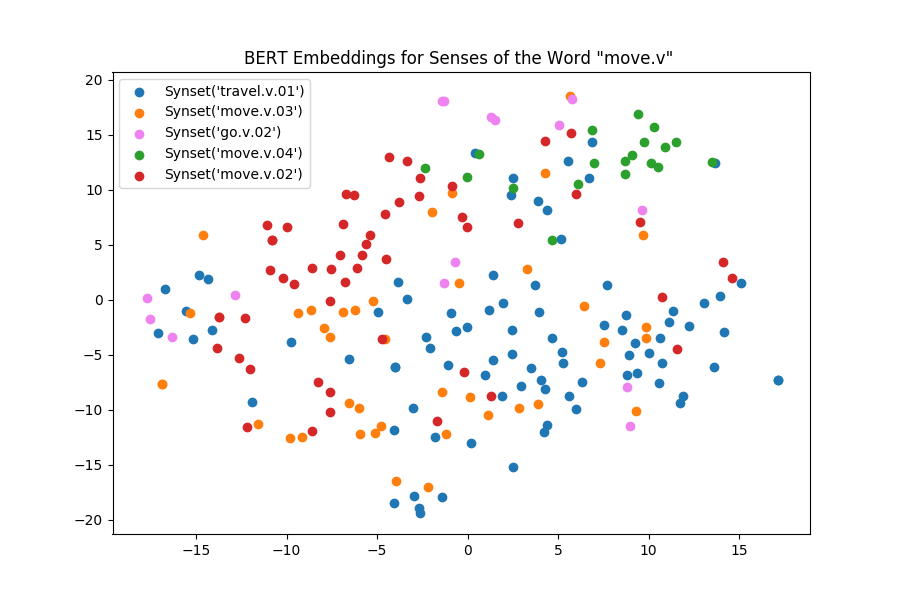 BERT Embeddings for Senses of the Word "move.v"
20
15
10
5
0
−5
−10
−15
−20
Synset('travel.v.01')
Synset('move.v.03')
Synset('go.v.02')
Synset('move.v.04')
Synset('move.v.02')
−15
−10
−5
0
5
10
15